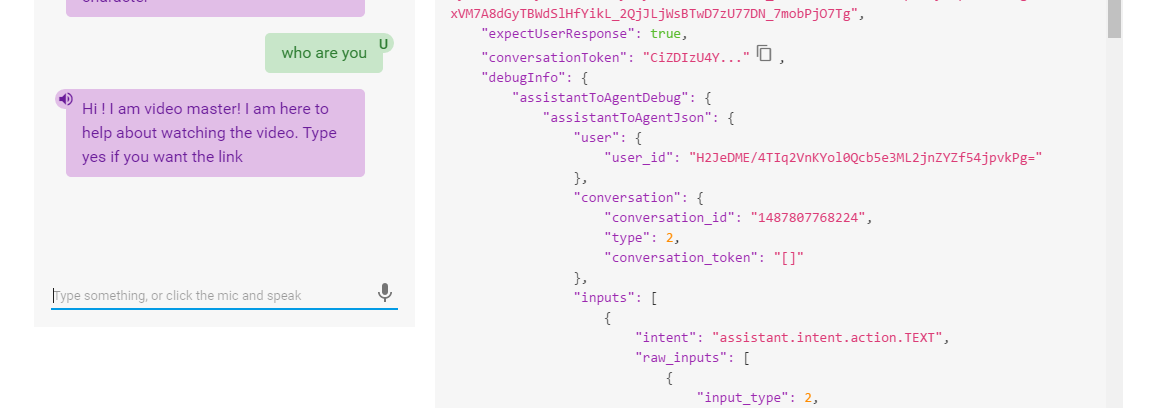 who are you
U
Hi ! I am video master! I am here to
help about watching the video. Type
yes if you want the link
Type something, or click the mic and speak
xVM7A8dGyTBWdSlHfYikL_2QjJLjWsBTwD7zU77DN_7mobPjO7Tg",
"expectUserResponse": true,
"conversationToken": "CiZDIzU4Y..." ,
"debugInfo": {
"assistantToAgentDebug": {
"assistantToAgentJson": {
"user": {
"user_id": "H2JeDME/4TIq2VnKYol0Qcb5e3ML2jnZYZf54jpvkPg="
},
"conversation": {
"conversation_id": "1487807768224",
"type": 2,
"conversation_token": "[]"
},
"inputs": [
{
"intent": "assistant.intent.action.TEXT",
"raw_inputs": [
{
"input_type": 2,